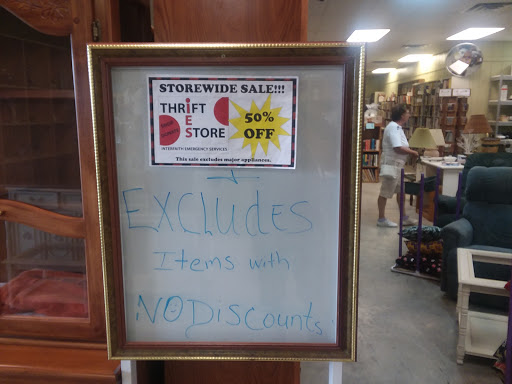 STOREWIDE SALE!!!
THRiFT
E
STORE
50%
OFF
INTERFAITH EMERGENCY SERVICES
This sale excludes major appliances.
+
EXCLUDES
Items with
NO Discounts